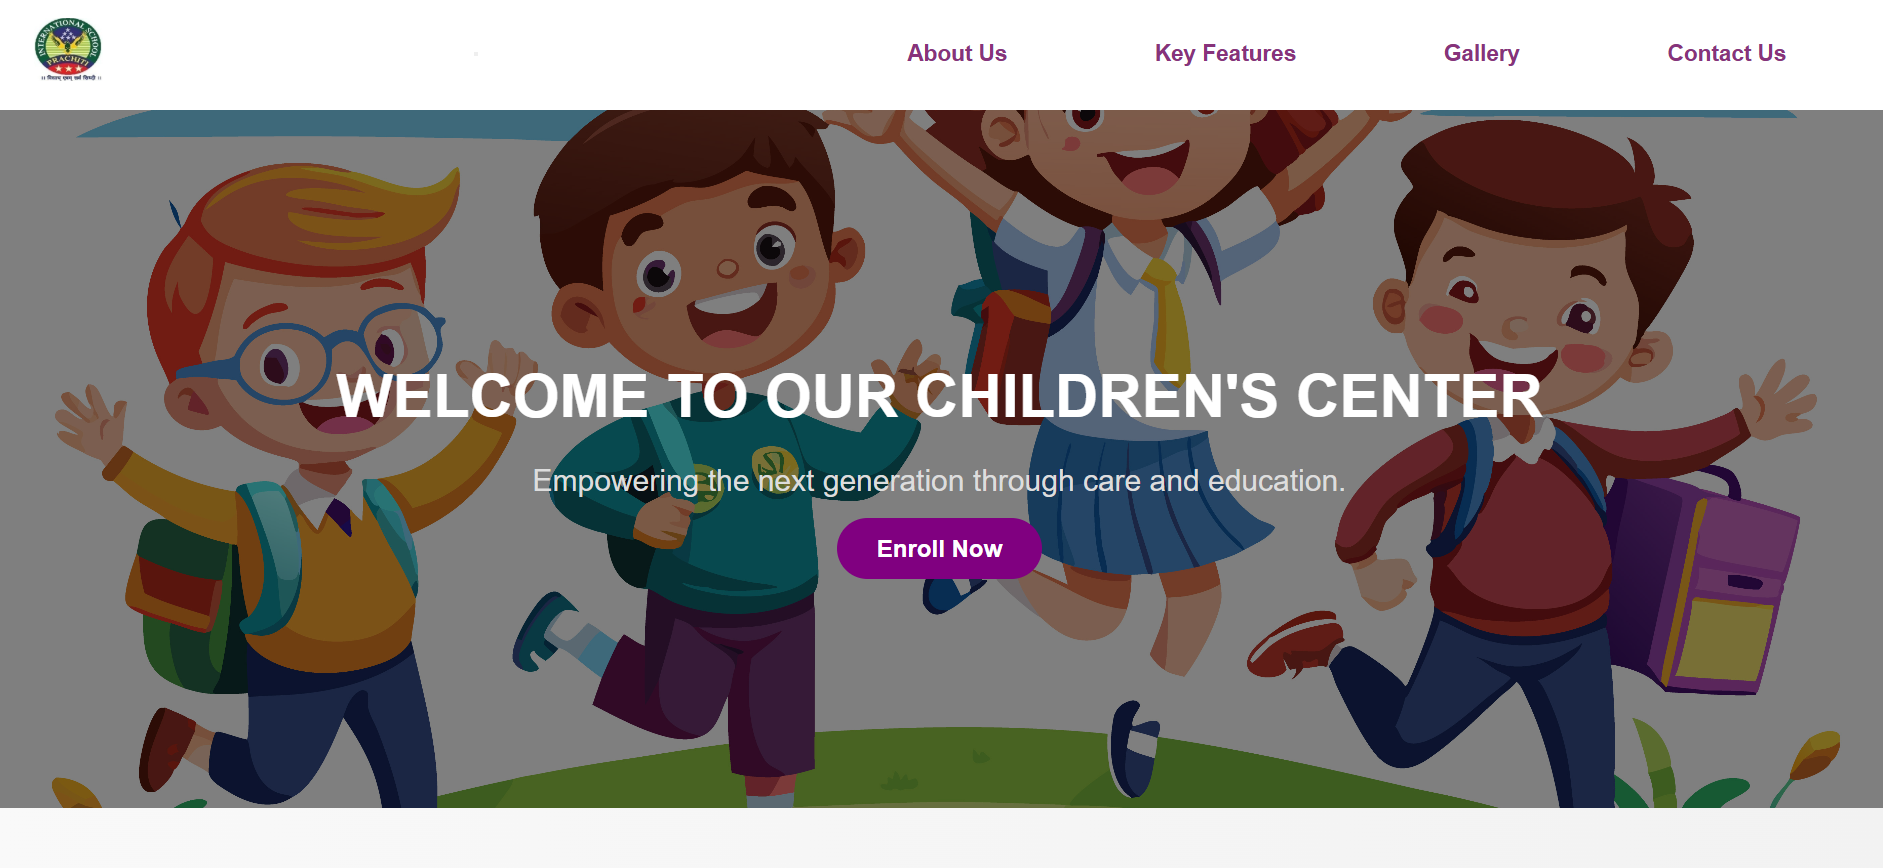 INTERNATIONAL SCHOOL
PRACHITI
About Us
Key Features
Gallery
Contact Us
WELCOME TO OUR CHILDREN'S CENTER
Empowering the next generation through care and education.
Enroll Now